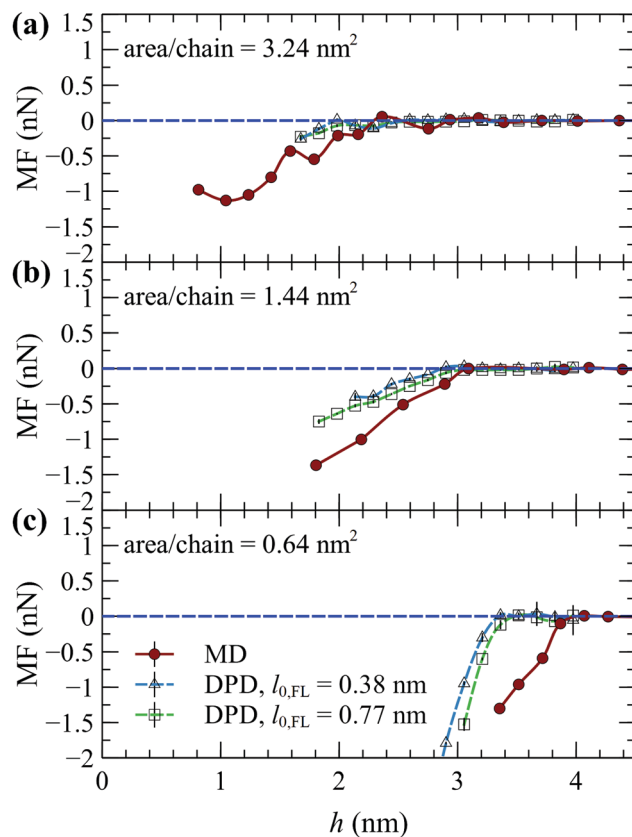 (a)
area/chain = 3.24 nm²
MF (nN)
1.5
1
0.5
0
−0.5
−1
−1.5
−2
(b)
area/chain = 1.44 nm²
MF (nN)
1.5
1
0.5
0
−0.5
−1
−1.5
−2
(c)
area/chain = 0.64 nm²
MF (nN)
1.5
1
0.5
0
−0.5
−1
−1.5
−2
MD
DPD, l0,FL = 0.38 nm
DPD, l0,FL = 0.77 nm
0 1 2 3 4
h (nm)